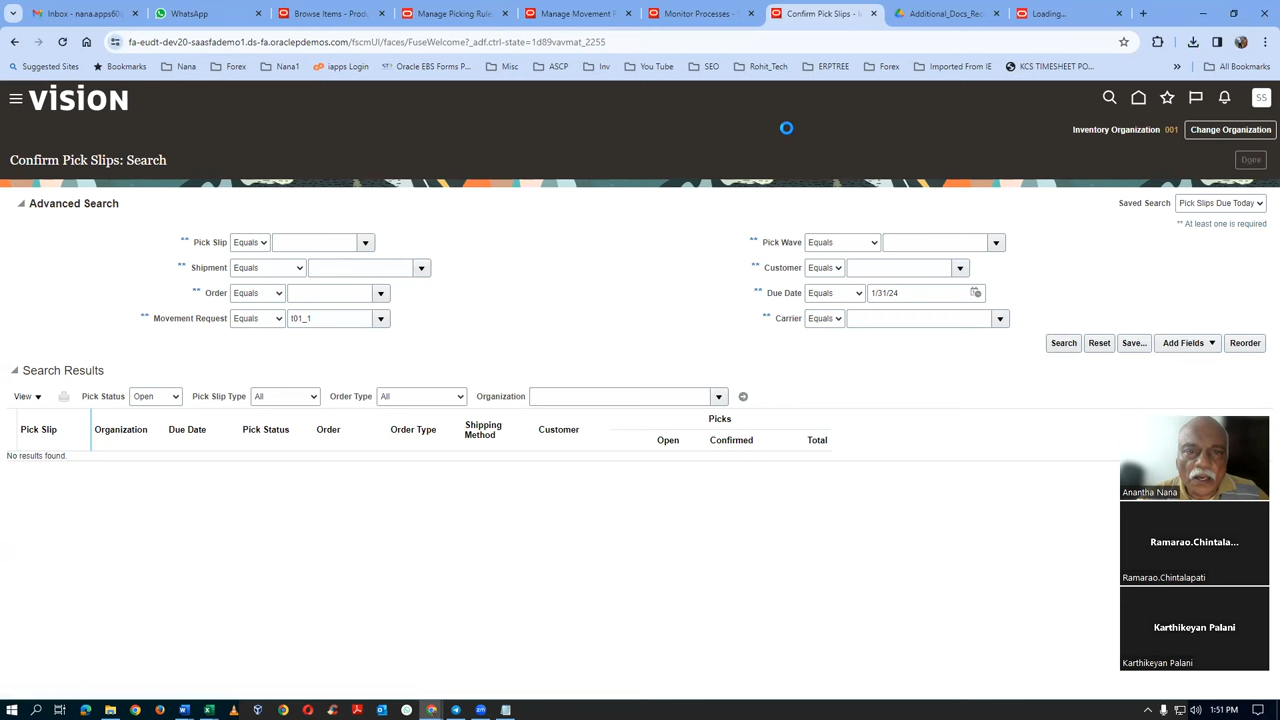 Inbox - nana.apps60@
WhatsApp
Browse Items - Produc
Manage Picking Rules
Manage Movement R
Monitor Processes - S
Confirm Pick Slips - I
Additional_Docs_Rec
Loading...
fa-eudt-dev20-saasfademo1.ds-fa.oraclepdemos.com/fscmUI/faces/FuseWelcome?_adf.ctrl-state=1d89vavmat_2255
Suggested Sites Bookmarks Nana Forex Nana1 iapps Login Oracle EBS Forms P... Misc ASCP Inv You Tube SEO Rohit_Tech ERPTREE Forex Imported From IE KCS TIMESHEET PO... » All Bookmarks
VISION
SS
Inventory Organization 001 Change Organization
Confirm Pick Slips: Search
Done
Advanced Search
Saved Search Pick Slips Due Today
** At least one is required
** Pick Slip Equals
** Pick Wave Equals
** Shipment Equals
** Customer Equals
** Order Equals
** Due Date Equals 1/31/24
** Movement Request Equals t01_1
** Carrier Equals
Search Reset Save... Add Fields Reorder
Search Results
View Pick Status Open Pick Slip Type All Order Type All Organization
Picks
Pick Slip Organization Due Date Pick Status Order Order Type Shipping Method Customer
Open Confirmed Total
No results found.
Anantha Nana
Ramarao.Chintala...
Ramarao.Chintalapati
Karthikeyan Palani
Karthikeyan Palani
1:51 PM